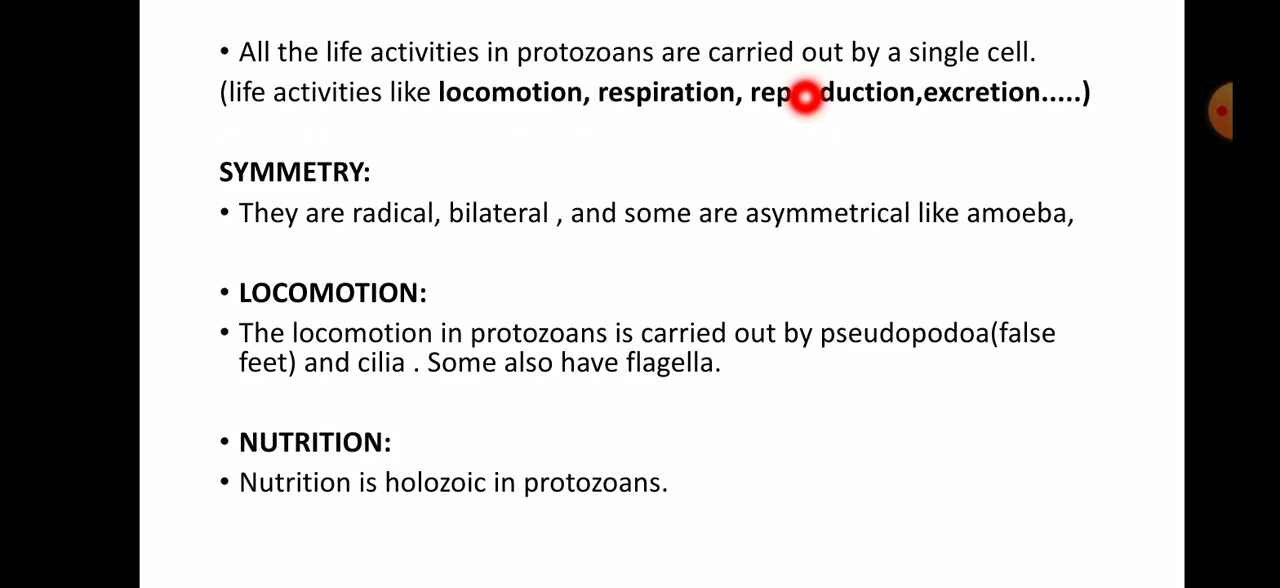 • All the life activities in protozoans are carried out by a single cell.
(life activities like locomotion, respiration, reproduction,excretion.....)
SYMMETRY:
• They are radical, bilateral , and some are asymmetrical like amoeba,
• LOCOMOTION:
• The locomotion in protozoans is carried out by pseudopodoa(false
feet) and cilia . Some also have flagella.
• NUTRITION:
• Nutrition is holozoic in protozoans.